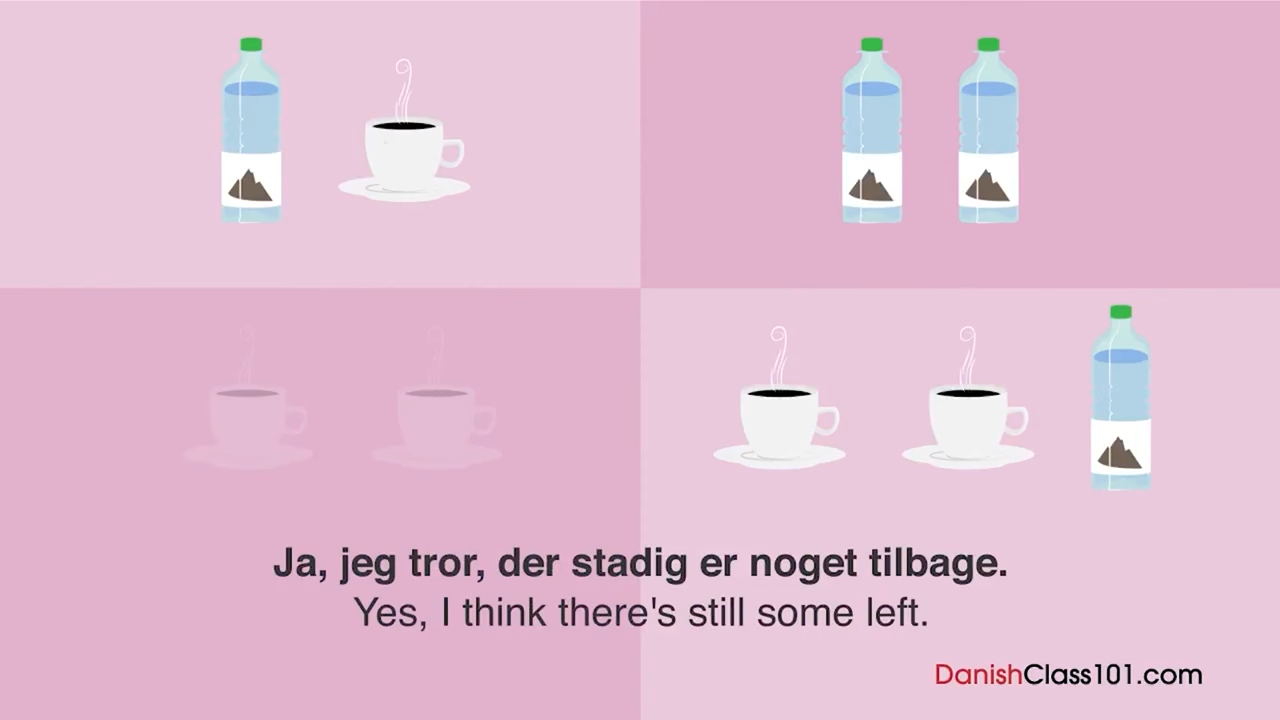 Ja, jeg tror, der stadig er noget tilbage.
Yes, I think there's still some left.
DanishClass101.com